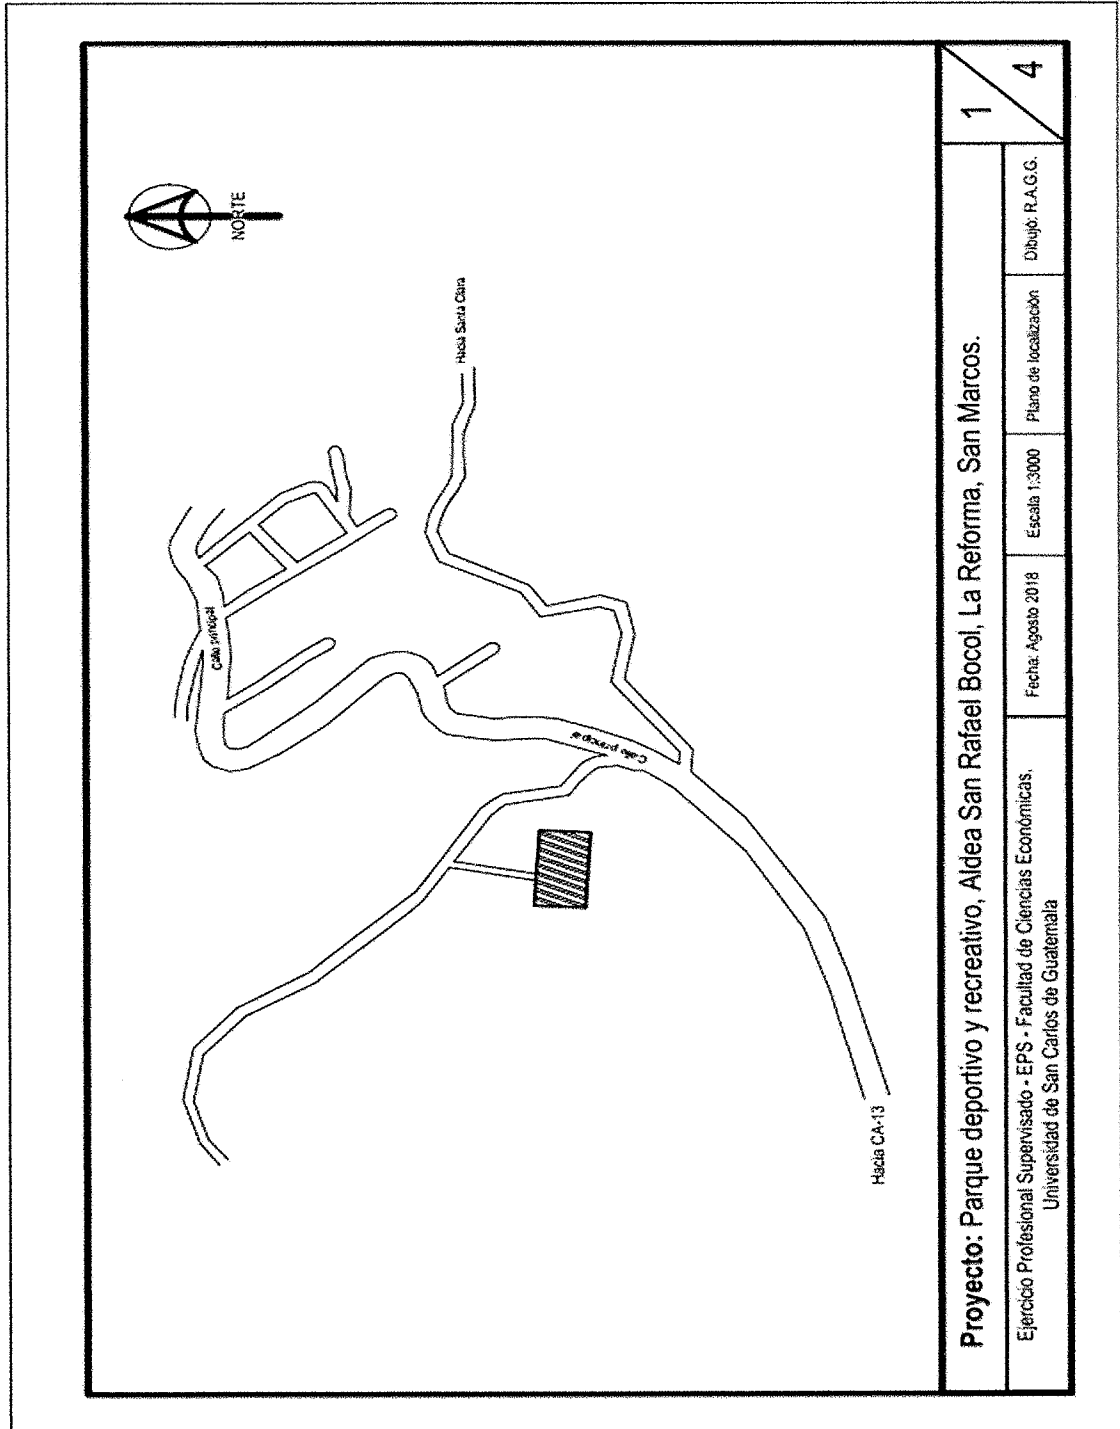 NORTE
Hacia Santa Clara
Calle principal
Calle principal
Hacia CA-13
Proyecto: Parque deportivo y recreativo, Aldea San Rafael Bocol, La Reforma, San Marcos.
1
4
Ejercicio Profesional Supervisado - EPS - Facultad de Ciencias Económicas,
Universidad de San Carlos de Guatemala
Fecha: Agosto 2018
Escala 1:3000
Plano de localización
Dibujó: R.A.G.G.